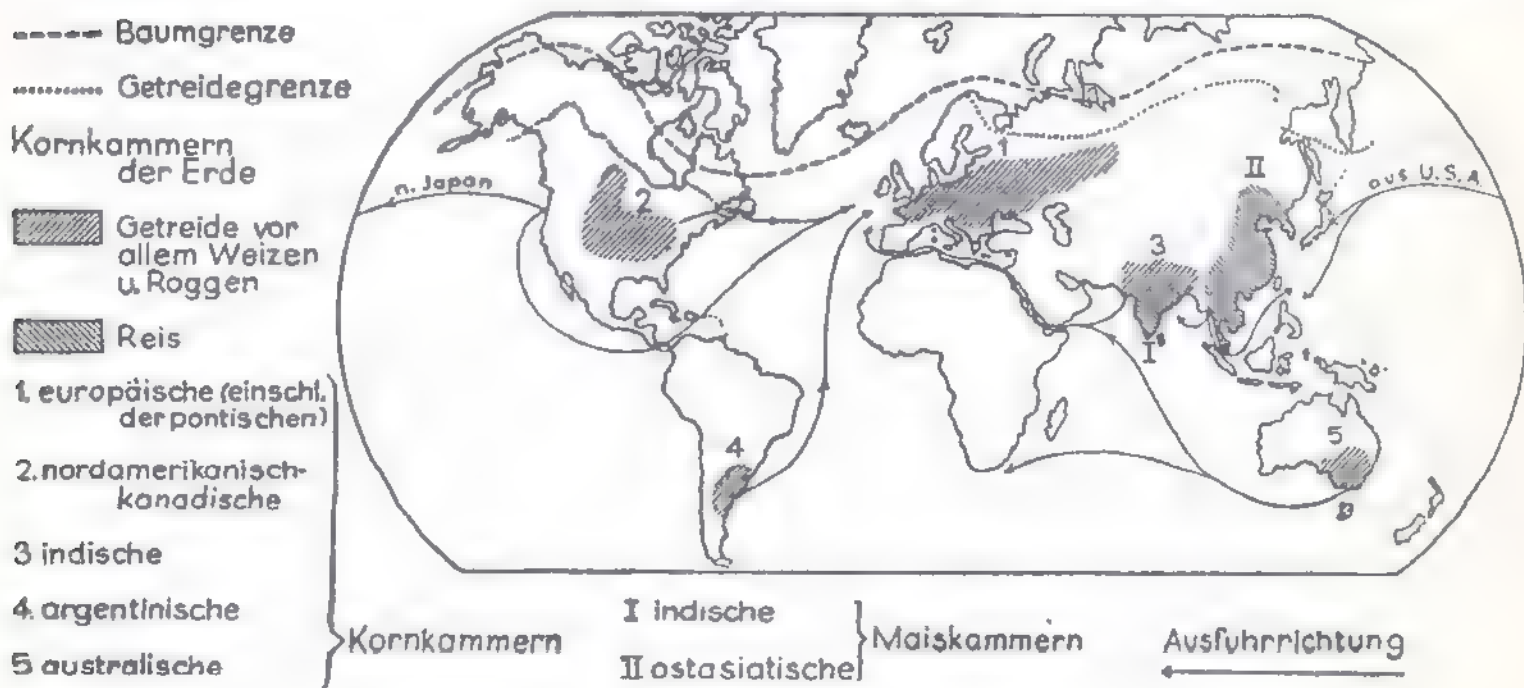 Baumgrenze
Getreidegrenze
Kornkammern
der Erde
Getreide vor
allem Weizen
u. Roggen
Reis
1. europäische (einschl.
der pontischen)
2. nordamerikanisch-
kanadische
3 indische
4. argentinische
5 australische
Kornkammern
I indische
II ostasiatische
Maiskammern
Ausfuhrrichtung
n. Japan
aus U.S.A.
1
2
3
4
5
I
II